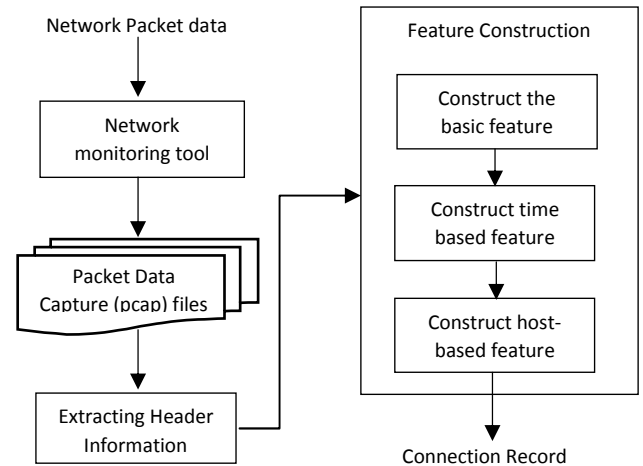 Network Packet data
Network
monitoring tool
Packet Data
Capture (pcap) files
Extracting Header
Information
Feature Construction
Construct the
basic feature
Construct time
based feature
Construct host-
based feature
Connection Record